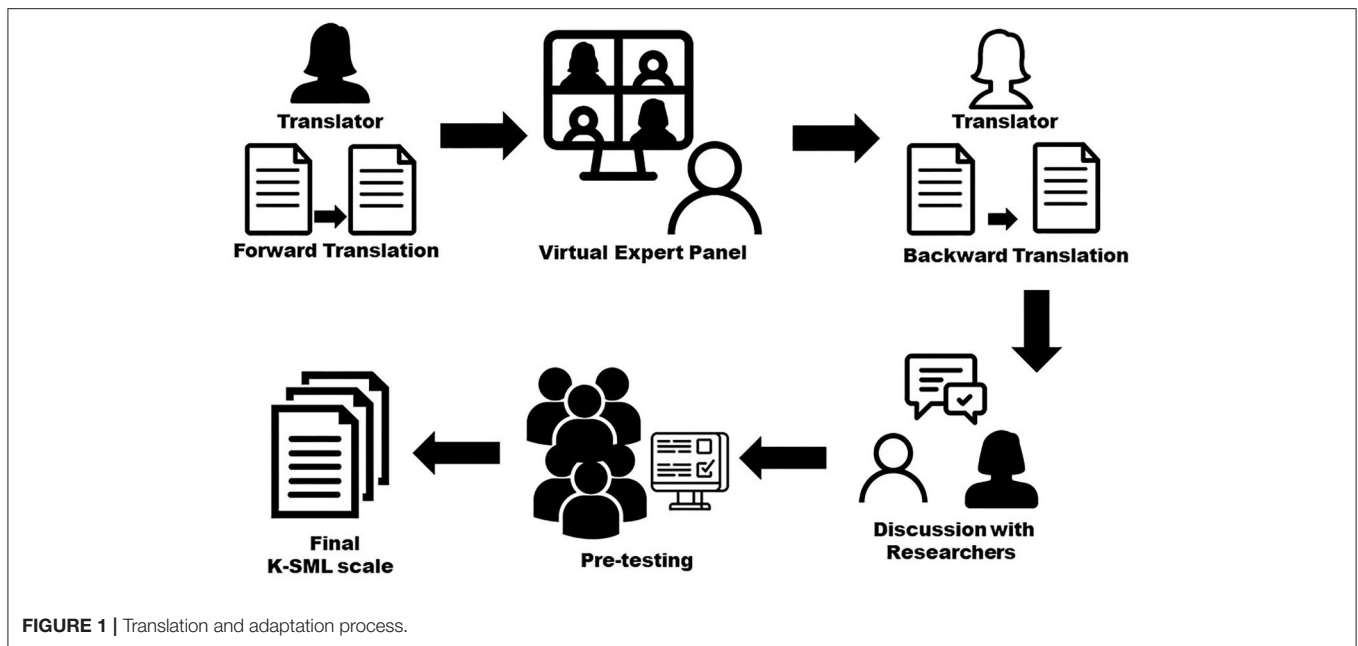 Translator
Forward Translation
Virtual Expert Panel
Translator
Backward Translation
Discussion with
Researchers
Pre-testing
Final
K-SML scale
FIGURE 1 | Translation and adaptation process.